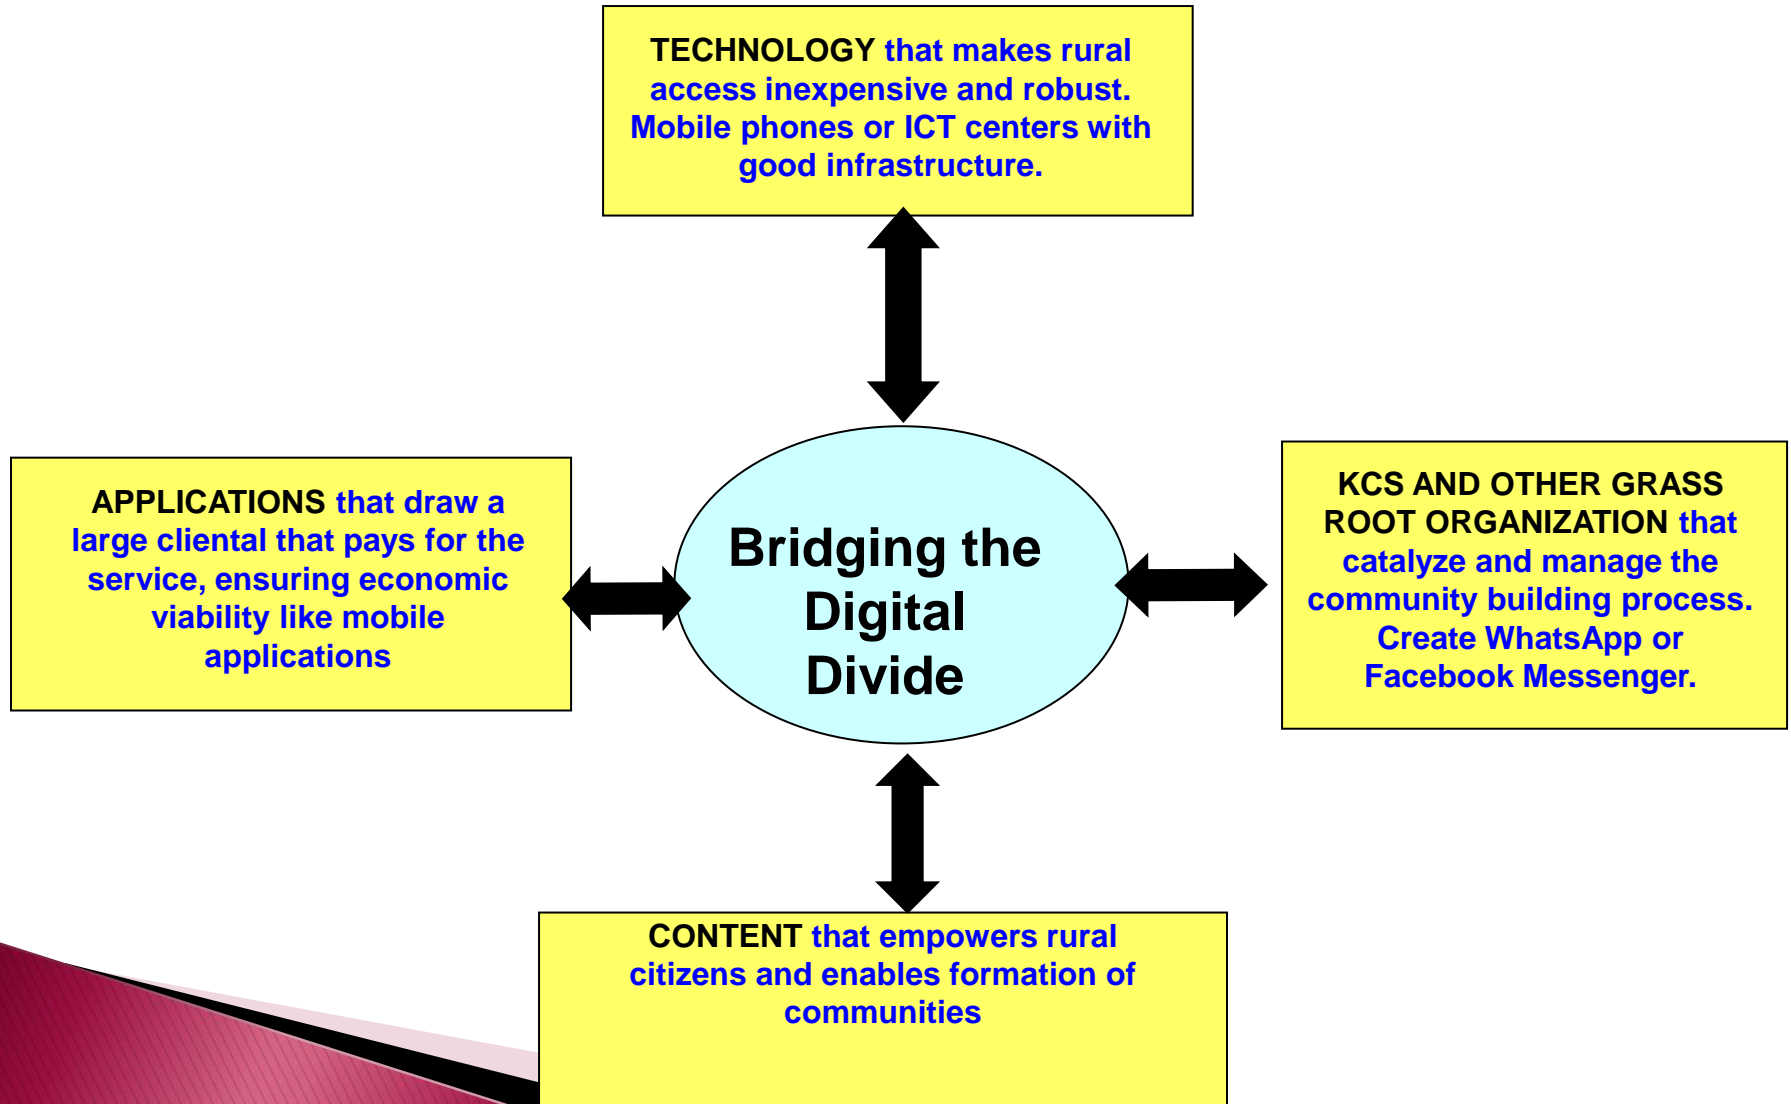 TECHNOLOGY that makes rural
access inexpensive and robust.
Mobile phones or ICT centers with
good infrastructure.
APPLICATIONS that draw a
large cliental that pays for the
service, ensuring economic
viability like mobile
applications
Bridging the
Digital
Divide
KCS AND OTHER GRASS
ROOT ORGANIZATION that
catalyze and manage the
community building process.
Create WhatsApp or
Facebook Messenger.
CONTENT that empowers rural
citizens and enables formation of
communities